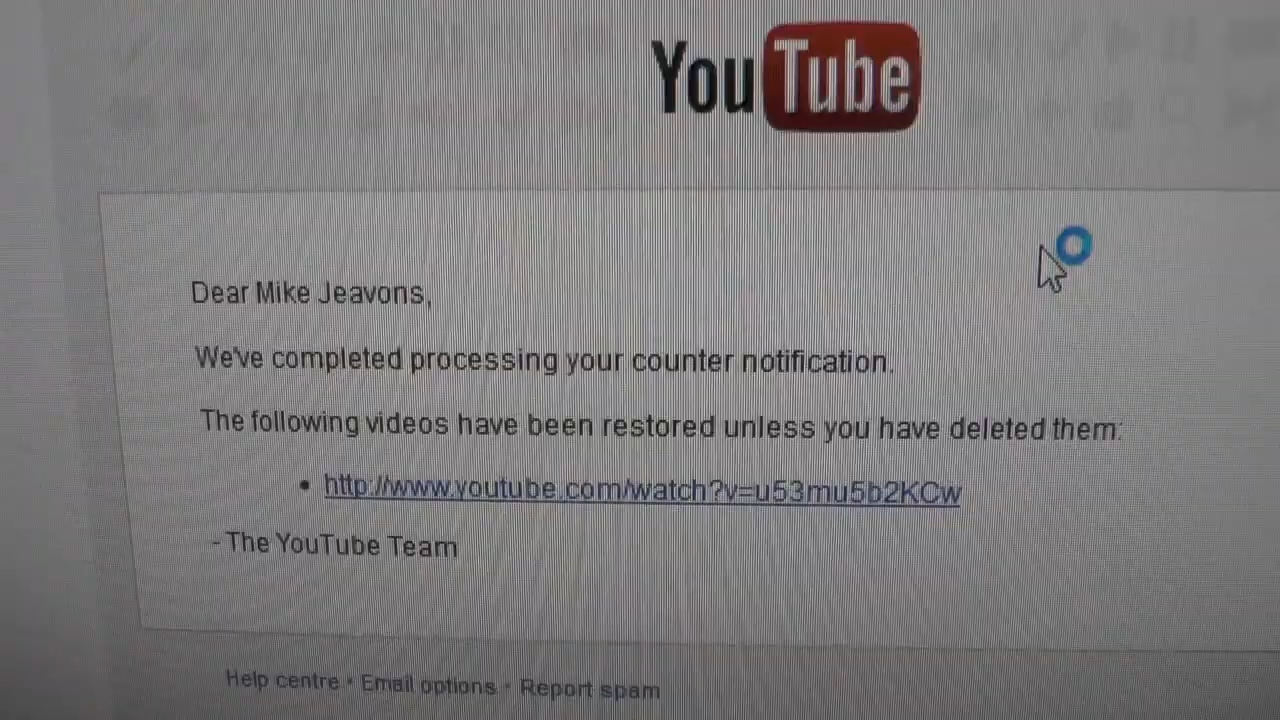 YouTube
Dear Mike Jeavons,
We've completed processing your counter notification.
The following videos have been restored unless you have deleted them:
• http://www.youtube.com/watch?v=u53mu5b2KCw
- The YouTube Team
Help centre • Email options • Report spam